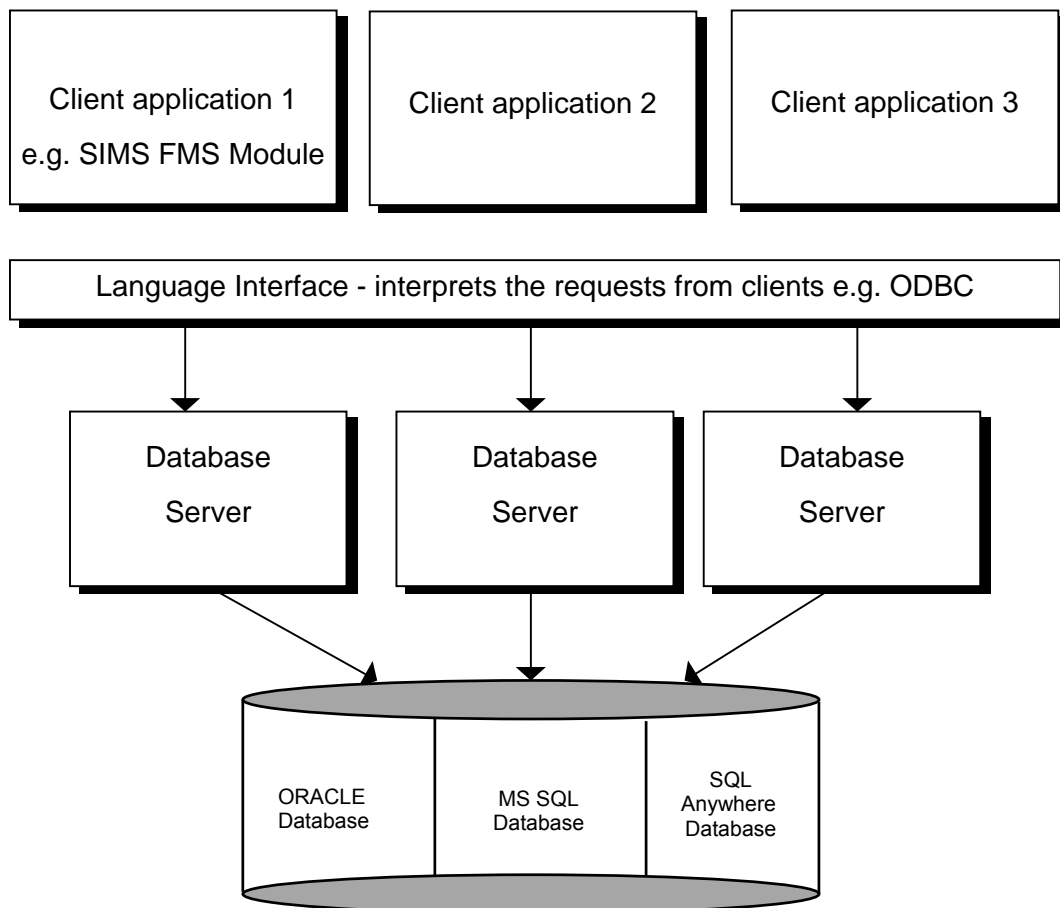 Client application 1
e.g. SIMS FMS Module
Client application 2
Client application 3
Language Interface - interprets the requests from clients e.g. ODBC
Database
Server
Database
Server
Database
Server
ORACLE
Database
MS SQL
Database
SQL
Anywhere
Database